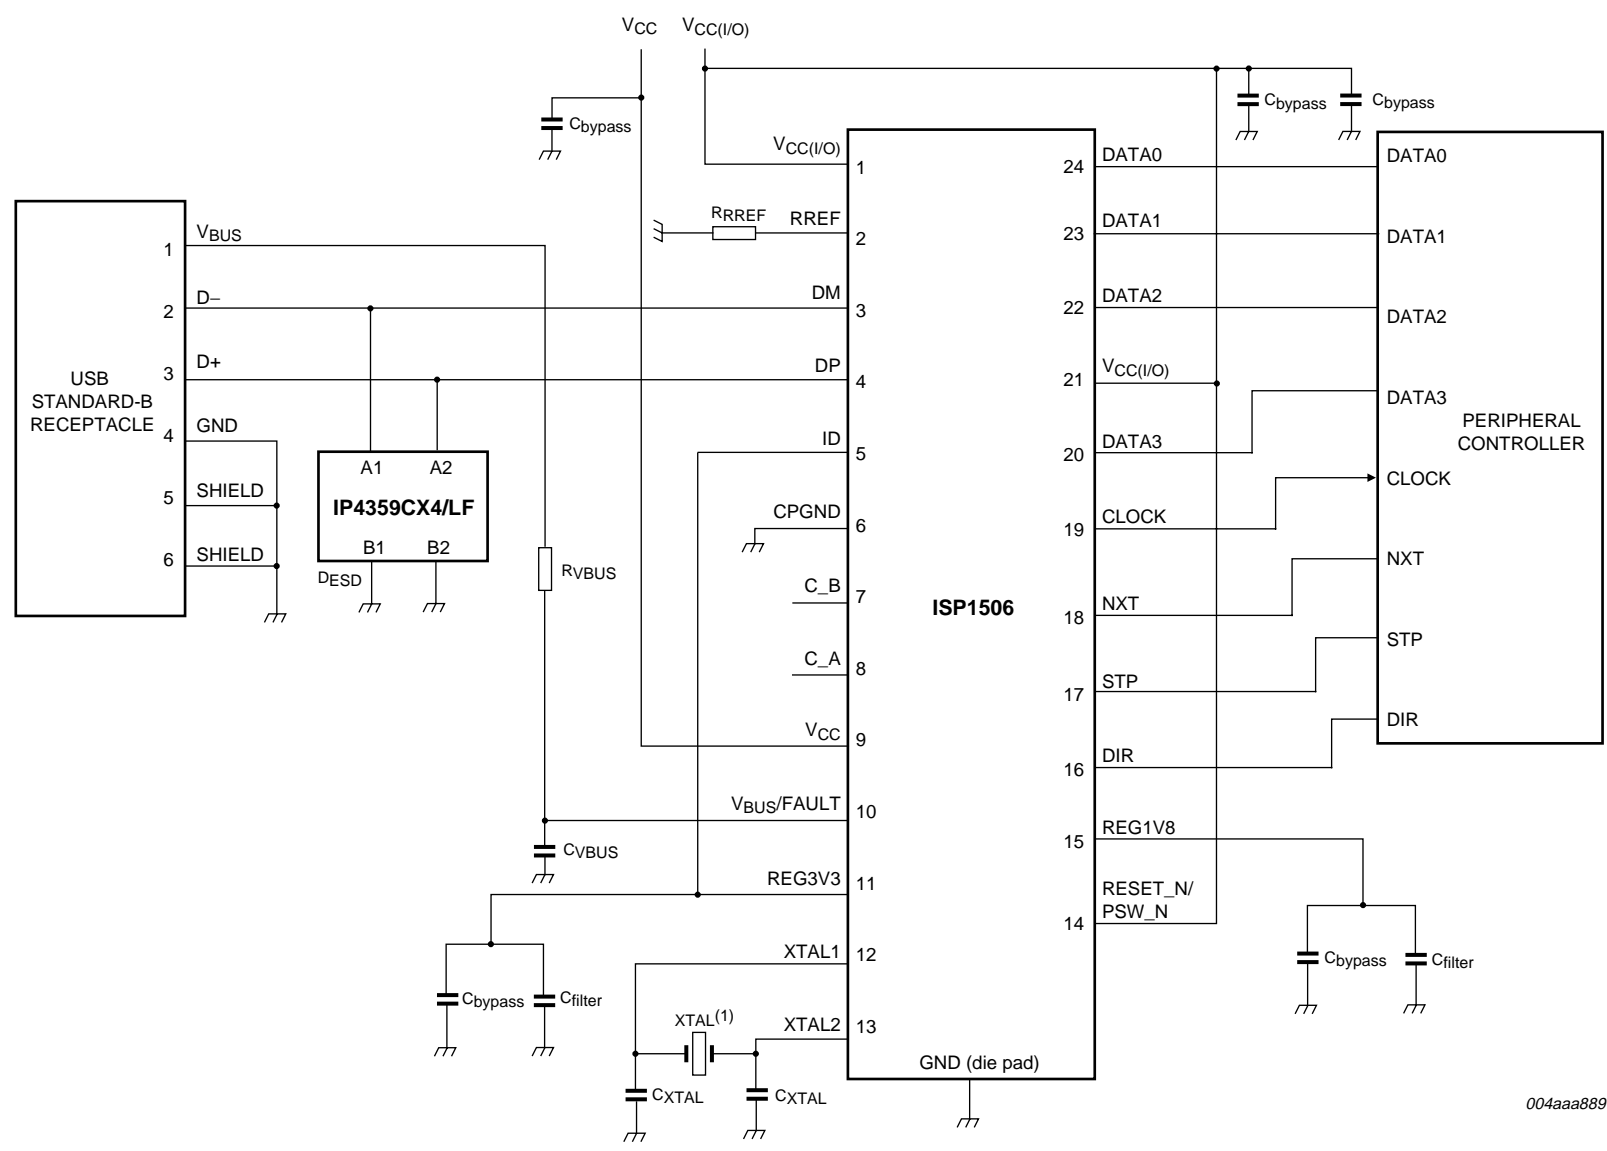 VCC VCC(I/O)
Cbypass
Cbypass Cbypass
USB
STANDARD-B
RECEPTACLE
1 VBUS
2 D−
3 D+
4 GND
5 SHIELD
6 SHIELD
A1 A2
IP4359CX4/LF
B1 B2
DESD
RVBUS
CVBUS
RRREF
ISP1506
VCC(I/O) 1
RREF 2
DM 3
DP 4
ID 5
CPGND 6
C_B 7
C_A 8
VCC 9
VBUS/FAULT 10
REG3V3 11
XTAL1 12
XTAL2 13
GND (die pad)
24 DATA0
23 DATA1
22 DATA2
21 VCC(I/O)
20 DATA3
19 CLOCK
18 NXT
17 STP
16 DIR
15 REG1V8
RESET_N/
14 PSW_N
DATA0
DATA1
DATA2
DATA3
PERIPHERAL
CONTROLLER
CLOCK
NXT
STP
DIR
Cbypass Cfilter
Cbypass Cfilter
XTAL(1)
CXTAL CXTAL
004aaa889